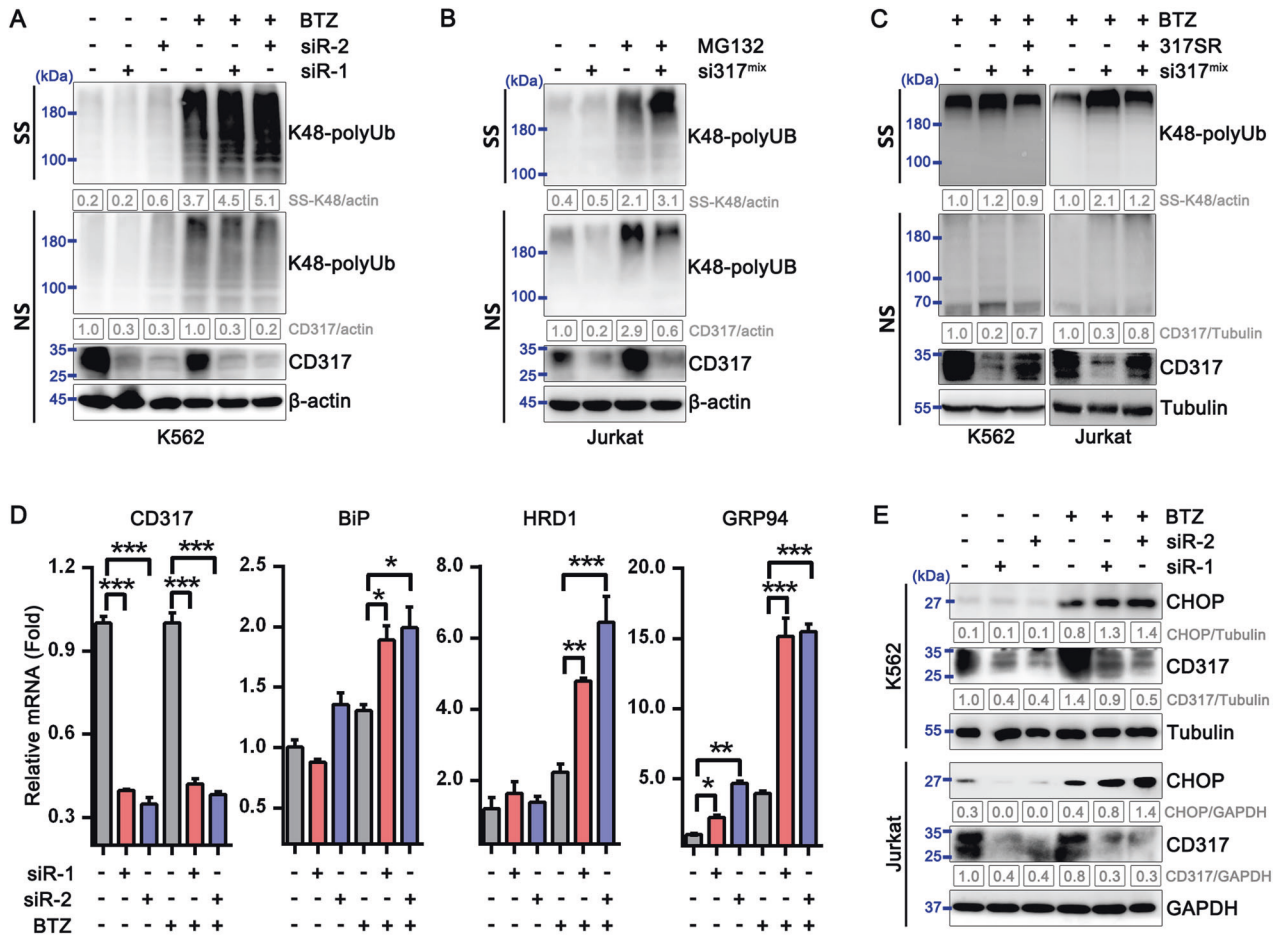 A
- - - + + + BTZ
- - + - - + siR-2
- + - - + - siR-1
(kDa)
SS
180
100
K48-polyUb
0.2 0.2 0.6 3.7 4.5 5.1 SS-K48/actin
NS
180
100
K48-polyUb
1.0 0.3 0.3 1.0 0.3 0.2 CD317/actin
35
25
CD317
45
β-actin
K562
B
- - + + MG132
- + - + si317mix
(kDa)
SS
180
100
K48-polyUB
0.4 0.5 2.1 3.1 SS-K48/actin
NS
180
100
K48-polyUB
1.0 0.2 2.9 0.6 CD317/actin
35
25
CD317
45
β-actin
Jurkat
C
+ + + + + + BTZ
- - + - - + 317SR
- + + - + + si317mix
(kDa)
SS
180
100
K48-polyUb
1.0 1.2 0.9 1.0 2.1 1.2 SS-K48/actin
NS
180
100
70
1.0 0.2 0.7 1.0 0.3 0.8 CD317/Tubulin
35
25
CD317
55
Tubulin
K562 Jurkat
D
Relative mRNA (Fold)
CD317
1.2
0.9
0.6
0.3
*** *** *** ***
BiP
2.5
2.0
1.5
1.0
0.5
* *
HRD1
8.0
6.0
4.0
2.0
** ***
GRP94
20.0
15.0
10.0
5.0
* ** *** ***
siR-1 - + - - + - - + - - + - - + - - + - - + - - + -
siR-2 - - + - - + - - + - - + - - + - - + - - + - - +
BTZ - - - + + + - - - + + + - - - + + + - - - + + +
E
- - - + + + BTZ
- - + - - + siR-2
- + - - + - siR-1
(kDa)
K562
27
CHOP
0.1 0.1 0.1 0.8 1.3 1.4 CHOP/Tubulin
35
25
CD317
1.0 0.4 0.4 1.4 0.9 0.5 CD317/Tubulin
55
Tubulin
Jurkat
27
CHOP
0.3 0.0 0.0 0.4 0.8 1.4 CHOP/GAPDH
35
25
CD317
1.0 0.4 0.4 0.8 0.3 0.3 CD317/GAPDH
37
GAPDH